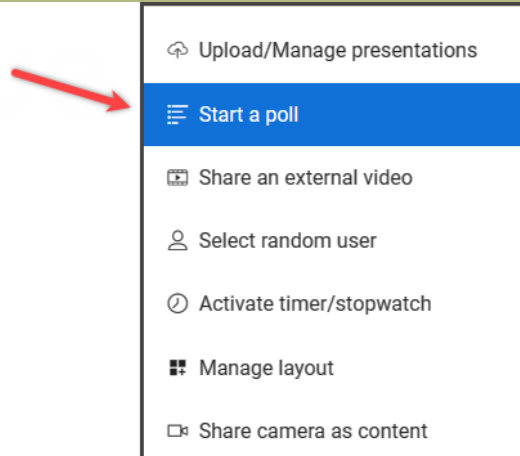 Upload/Manage presentations
Start a poll
Share an external video
Select random user
Activate timer/stopwatch
Manage layout
Share camera as content